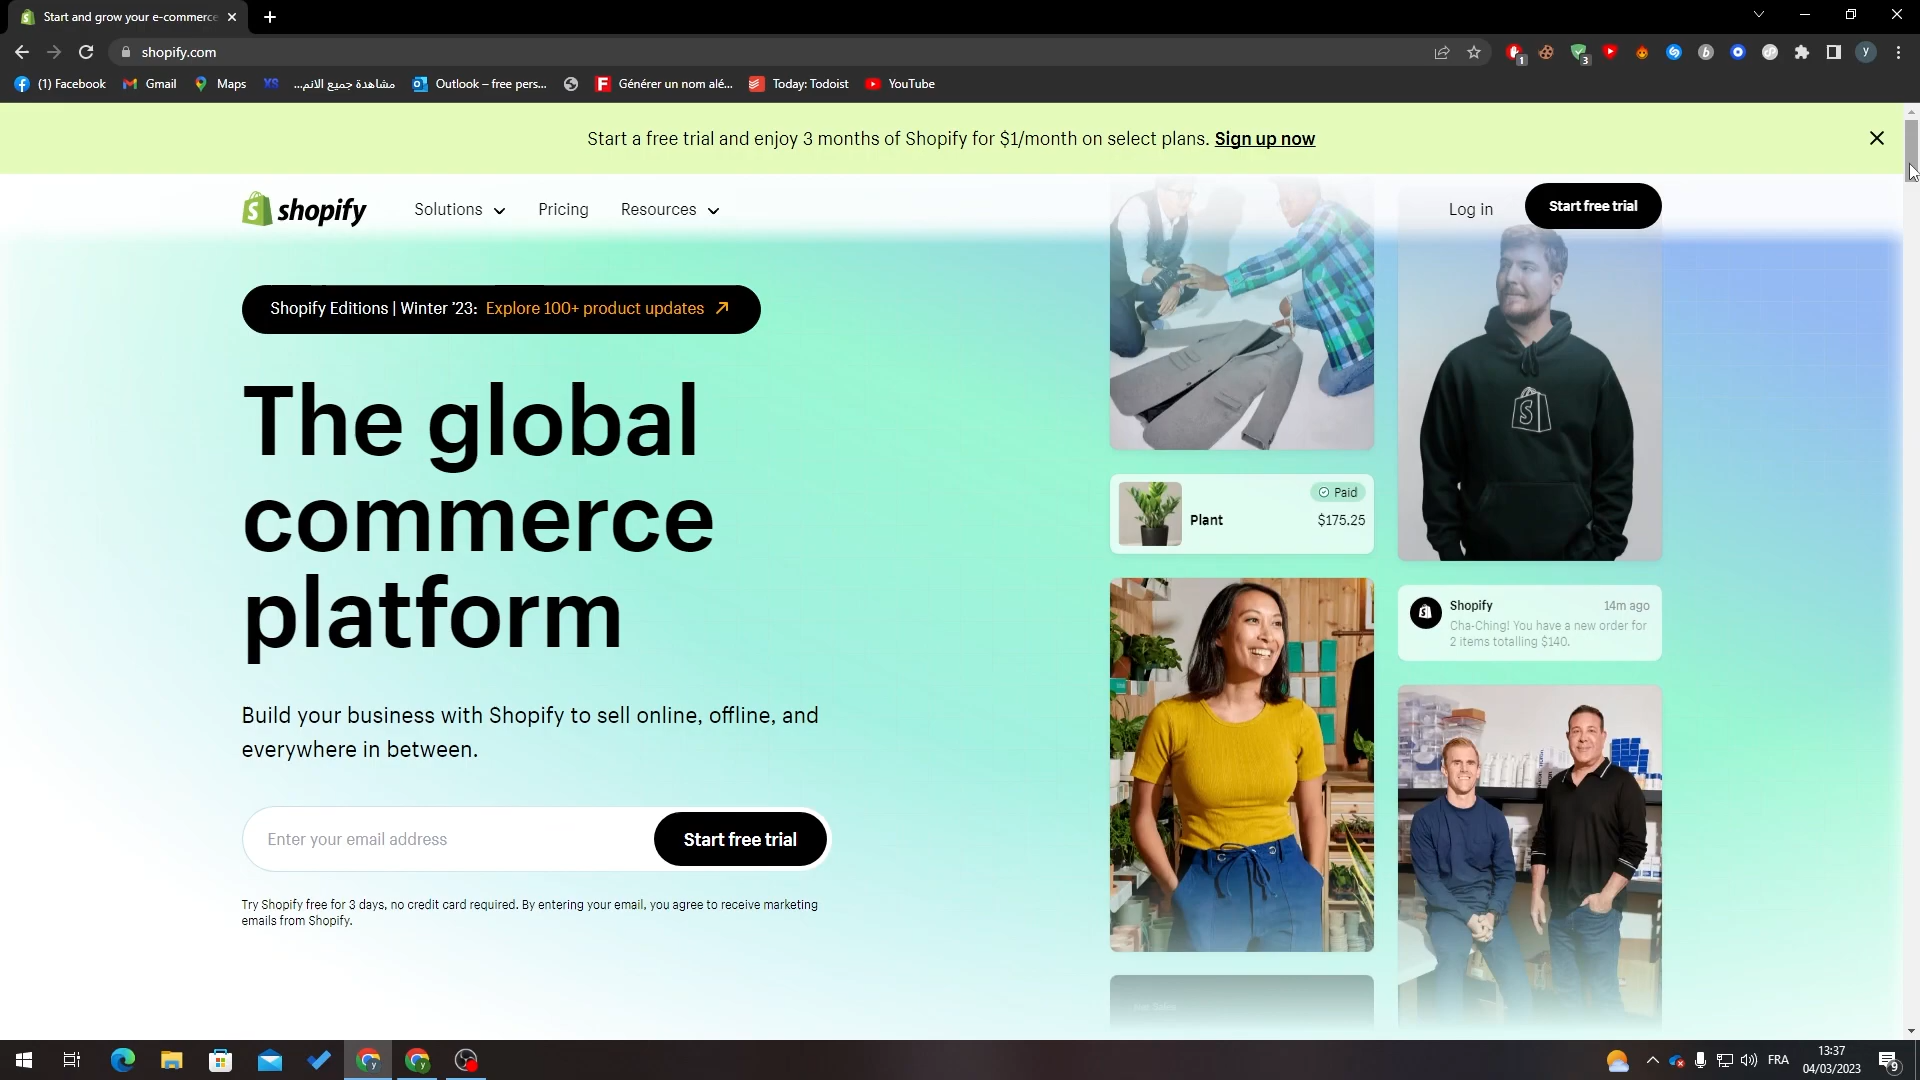 Start and grow your e-commerce
shopify.com
1
3
y
(1) Facebook
Gmail
Maps
XS
مشاهدة جميع الانم...
Outlook – free pers...
Générer un nom alé...
Today: Todoist
YouTube
Start a free trial and enjoy 3 months of Shopify for $1/month on select plans. Sign up now
shopify
Solutions
Pricing
Resources
Log in
Start free trial
Shopify Editions | Winter '23: Explore 100+ product updates
The global
commerce
platform
Build your business with Shopify to sell online, offline, and
everywhere in between.
Enter your email address
Start free trial
Try Shopify free for 3 days, no credit card required. By entering your email, you agree to receive marketing
emails from Shopify.
Paid
Plant
$175.25
Shopify
14m ago
Cha-Ching! You have a new order for
2 items totalling $140.
FRA
13:37
04/03/2023
9